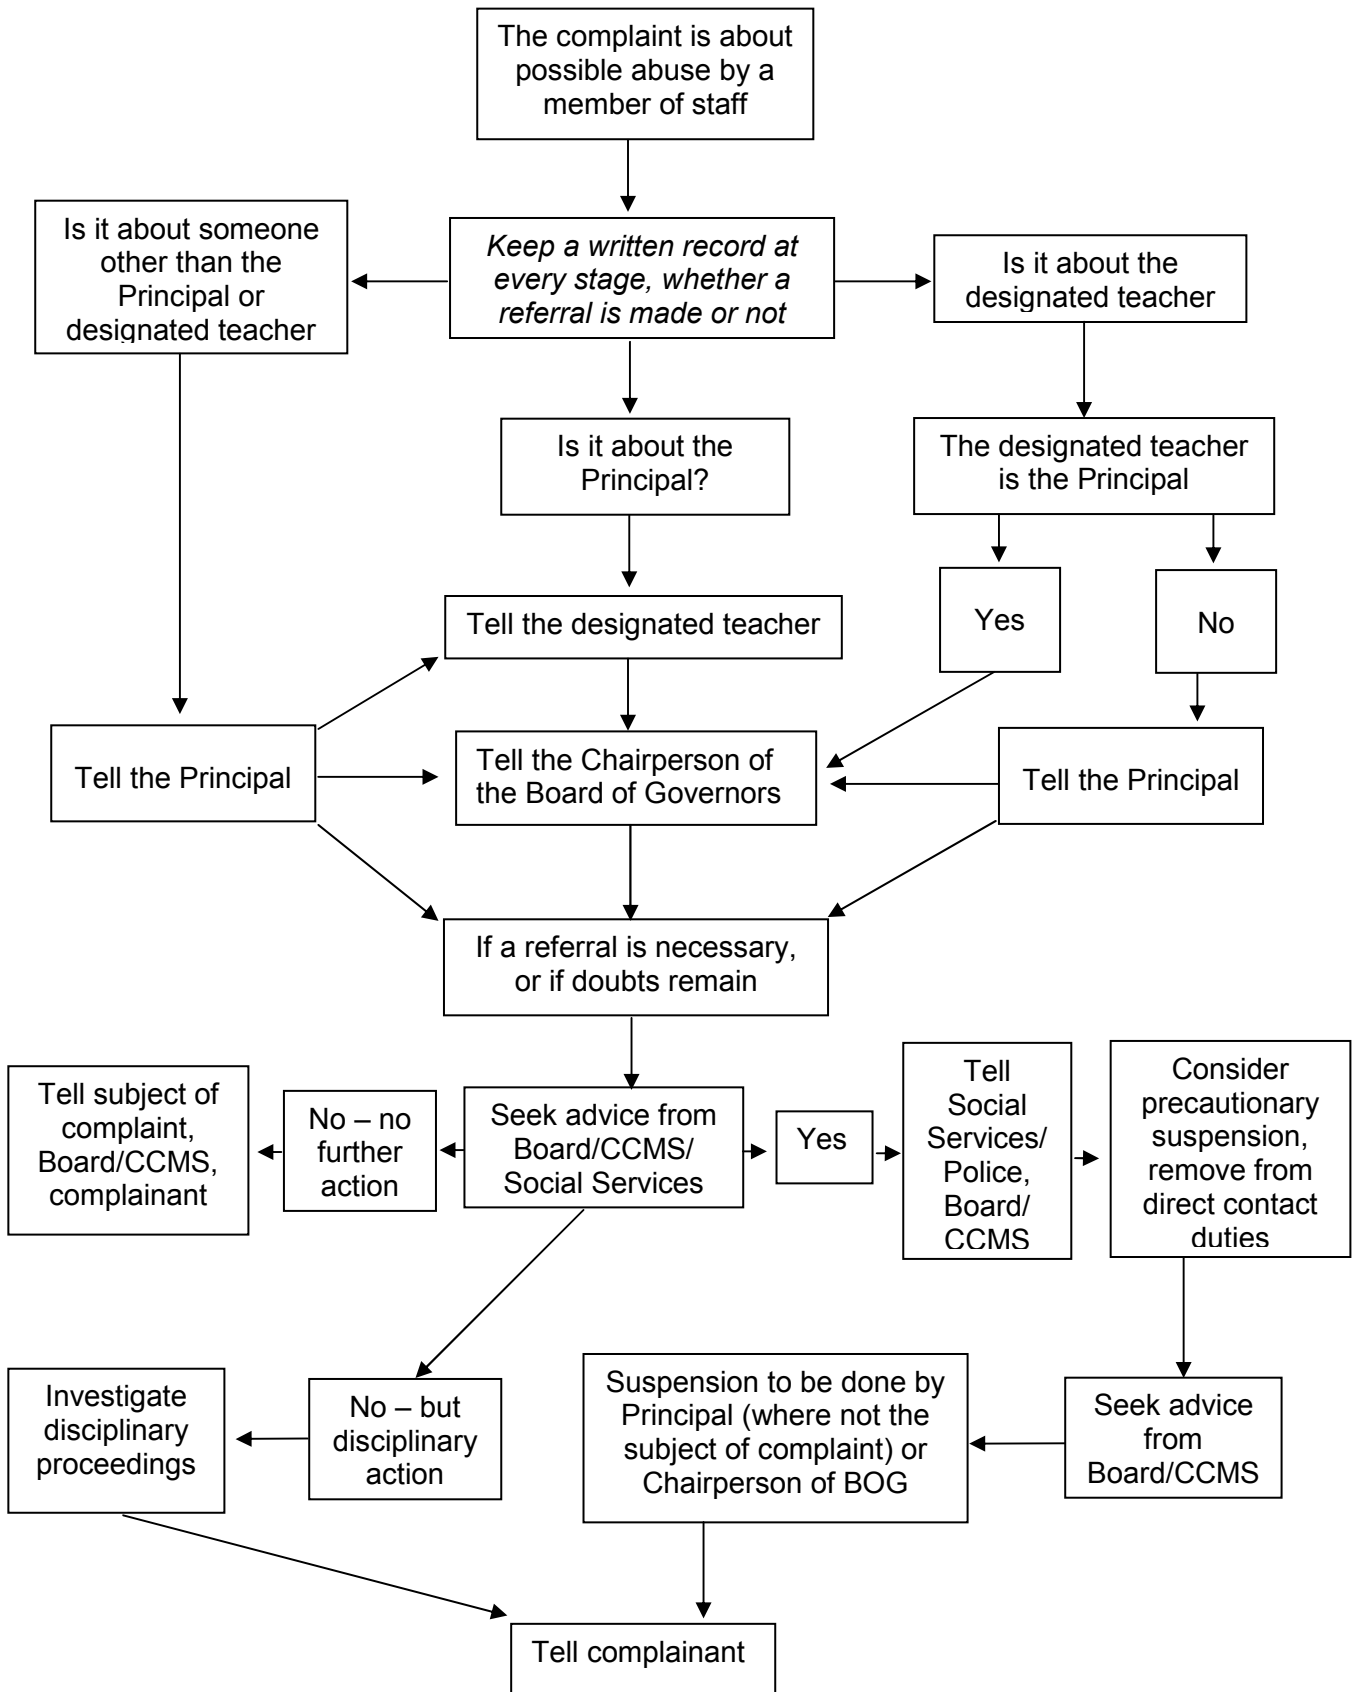 The complaint is about
possible abuse by a
member of staff
Is it about someone
other than the
Principal or
designated teacher
Keep a written record at
every stage, whether a
referral is made or not
Is it about the
designated teacher
Is it about the
Principal?
The designated teacher
is the Principal
Tell the designated teacher
Yes
No
Tell the Principal
Tell the Chairperson of
the Board of Governors
Tell the Principal
If a referral is necessary,
or if doubts remain
Tell subject of
complaint,
Board/CCMS,
complainant
No – no
further
action
Seek advice from
Board/CCMS/
Social Services
Yes
Tell
Social
Services/
Police,
Board/
CCMS
Consider
precautionary
suspension,
remove from
direct contact
duties
Investigate
disciplinary
proceedings
No – but
disciplinary
action
Suspension to be done by
Principal (where not the
subject of complaint) or
Chairperson of BOG
Seek advice
from
Board/CCMS
Tell complainant